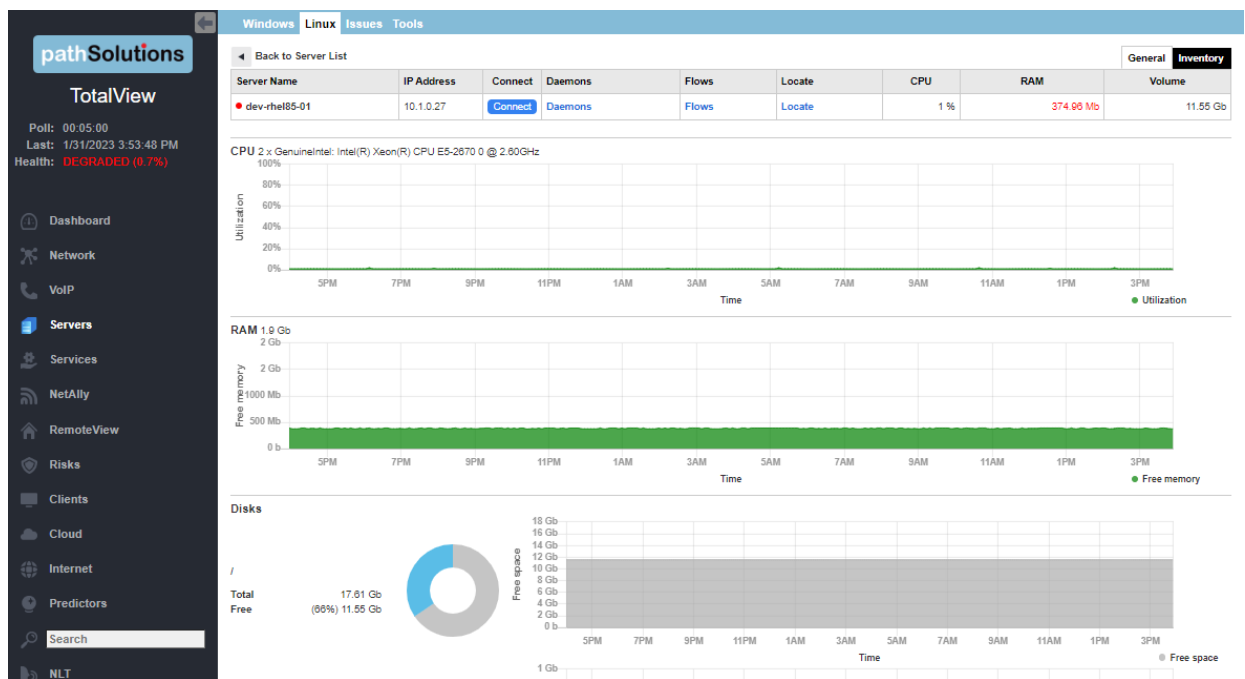 pathSolutions
TotalView
Poll: 00:05:00
Last: 1/31/2023 3:53:48 PM
Health: DEGRADED (0.7%)
Dashboard
Network
VoIP
Servers
Services
NetAlly
RemoteView
Risks
Clients
Cloud
Internet
Predictors
Search
NLT
Windows Linux Issues Tools
◄ Back to Server List
General Inventory
Server Name IP Address Connect Daemons Flows Locate CPU RAM Volume
dev-rhel85-01 10.1.0.27 Connect Daemons Flows Locate 1 % 374.96 Mb 11.55 Gb
CPU 2 x GenuineIntel: Intel(R) Xeon(R) CPU E5-2670 0 @ 2.60GHz
100%
80%
60%
40%
20%
0%
Utilization
5PM 7PM 9PM 11PM 1AM 3AM 5AM 7AM 9AM 11AM 1PM 3PM
Time
Utilization
RAM 1.9 Gb
2 Gb
2 Gb
1000 Mb
500 Mb
0 b
Free memory
5PM 7PM 9PM 11PM 1AM 3AM 5AM 7AM 9AM 11AM 1PM 3PM
Time
Free memory
Disks
/
Total 17.61 Gb
Free (66%) 11.55 Gb
18 Gb
16 Gb
14 Gb
12 Gb
10 Gb
8 Gb
6 Gb
4 Gb
2 Gb
0 b
Free space
5PM 7PM 9PM 11PM 1AM 3AM 5AM 7AM 9AM 11AM 1PM 3PM
Time
Free space
1 Gb